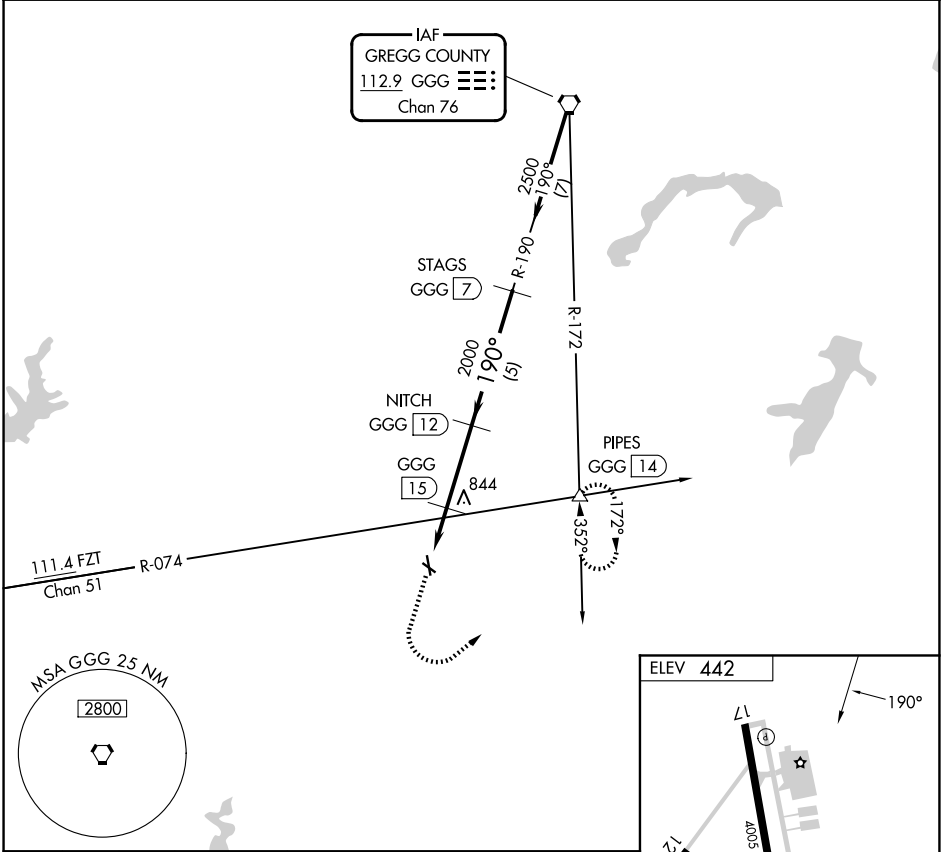 IAF
GREGG COUNTY
112.9 GGG
Chan 76
2500
190°
(7)
R-190
STAGS
GGG 7
R-172
2000
190°
(5)
NITCH
GGG 12
PIPES
GGG 14
GGG
15
844
172°
352°
111.4 FZT
Chan 51
R-074
MSA GGG 25 NM
2800
ELEV 442
190°
17
P
4005
12